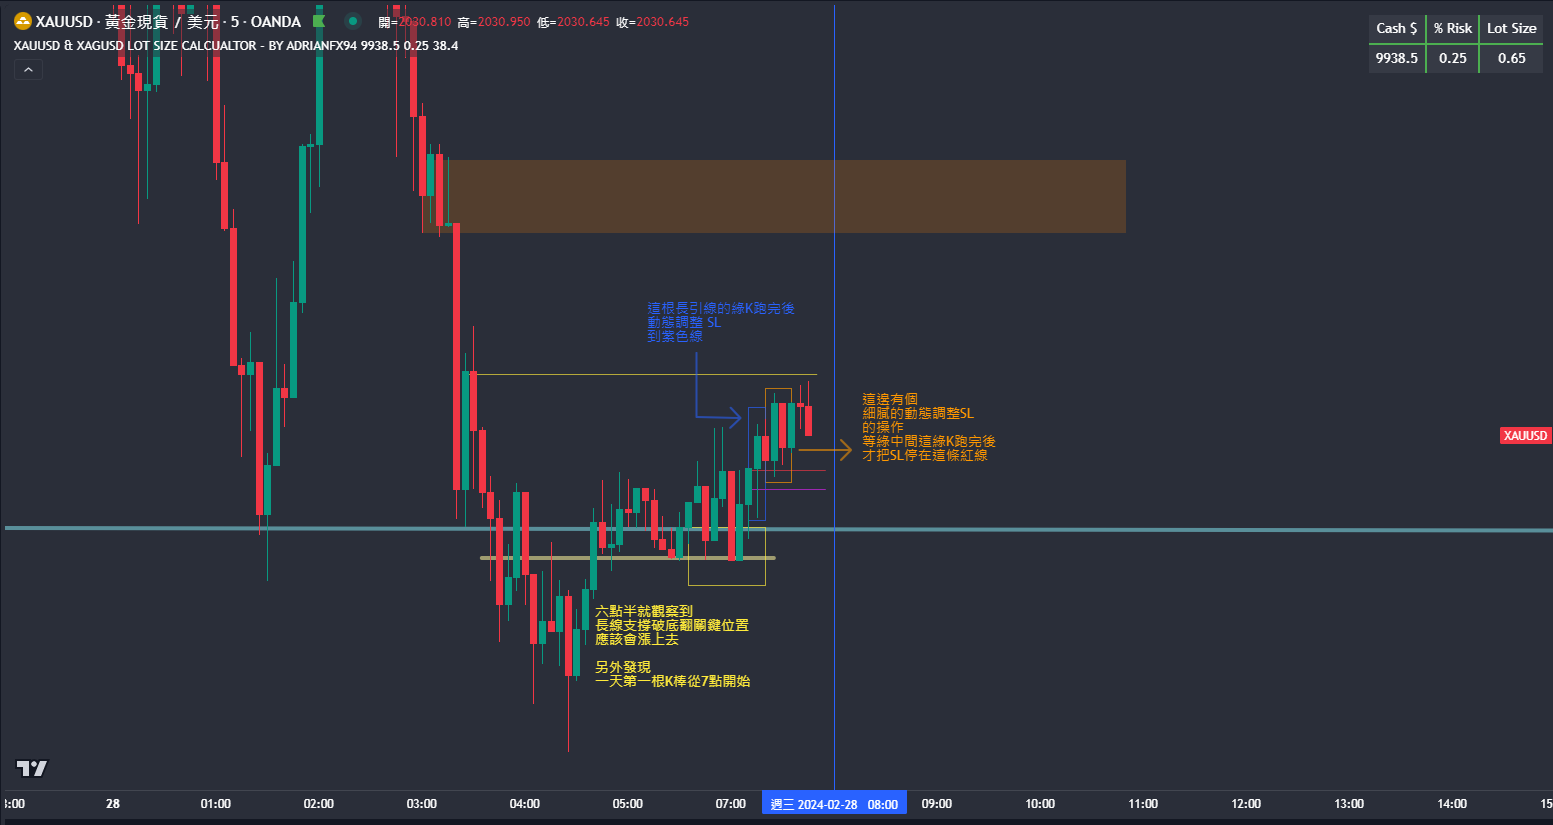 XAUUSD · 黃金現貨 / 美元 · 5 · OANDA 開=2030.810 高=2030.950 低=2030.645 收=2030.645
XAUUSD & XAGUSD LOT SIZE CALCUALTOR - BY ADRIANFX94 9938.5 0.25 38.4
Cash $ % Risk Lot Size
9938.5 0.25 0.65
這根長引線的綠K跑完後
動態調整 SL
到紫色線
這邊有個
細膩的動態調整SL
的操作
等綠中間這綠K跑完後
才把SL停在這條紅線
XAUUSD
六點半就觀察到
長線支撐破底翻關鍵位置
應該會漲上去
另外發現
一天第一根K棒從7點開始
:00 28 01:00 02:00 03:00 04:00 05:00 07:00 週三 2024-02-28 08:00 09:00 10:00 11:00 12:00 13:00 14:00 15